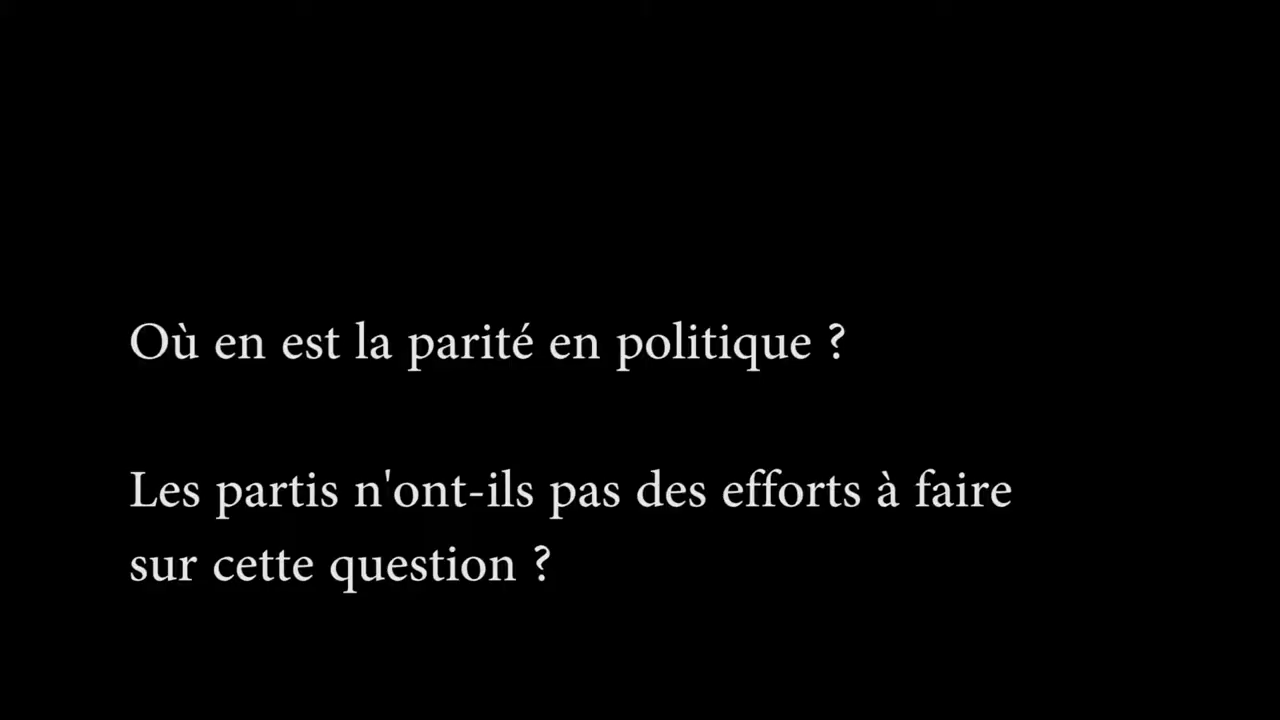 Où en est la parité en politique ?
Les partis n'ont-ils pas des efforts à faire
sur cette question ?